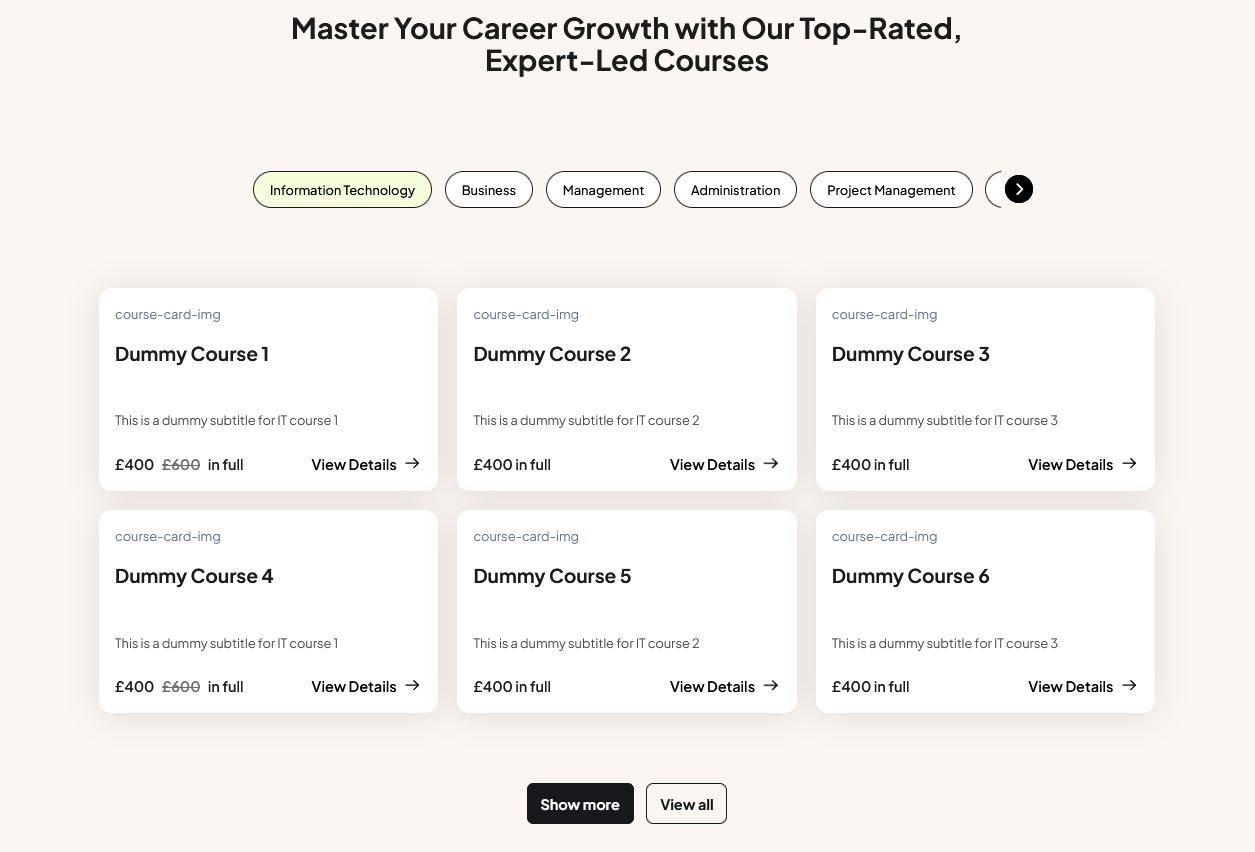 Master Your Career Growth with Our Top-Rated,
Expert-Led Courses
Information Technology
Business
Management
Administration
Project Management
course-card-img
Dummy Course 1
This is a dummy subtitle for IT course 1
£400 £600 in full
View Details
course-card-img
Dummy Course 2
This is a dummy subtitle for IT course 2
£400 in full
View Details
course-card-img
Dummy Course 3
This is a dummy subtitle for IT course 3
£400 in full
View Details
course-card-img
Dummy Course 4
This is a dummy subtitle for IT course 1
£400 £600 in full
View Details
course-card-img
Dummy Course 5
This is a dummy subtitle for IT course 2
£400 in full
View Details
course-card-img
Dummy Course 6
This is a dummy subtitle for IT course 3
£400 in full
View Details
Show more
View all